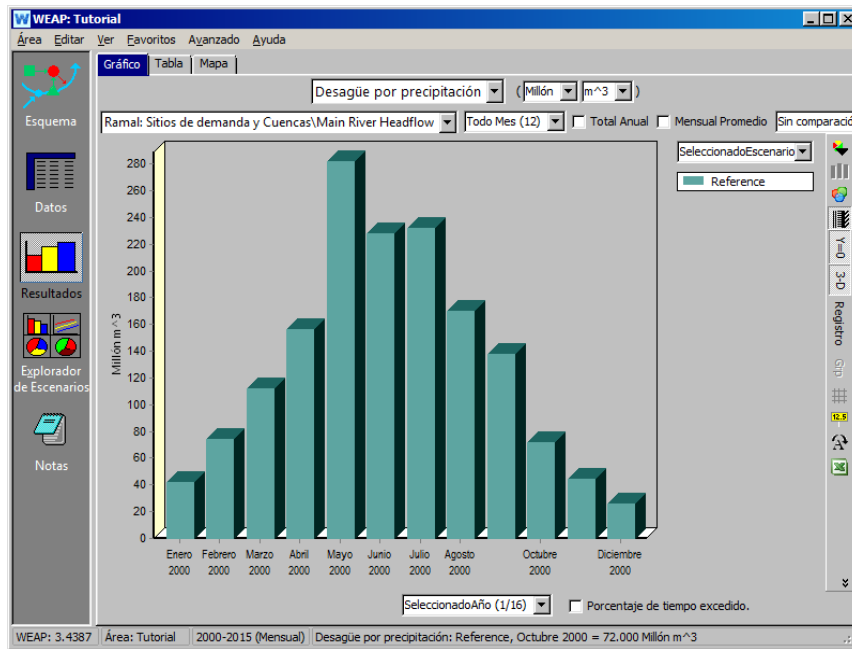 WEAP: Tutorial
Área Editar Ver Favoritos Avanzado Ayuda
Gráfico Tabla Mapa
Desagüe por precipitación ( Millón m^3 )
Ramal: Sitios de demanda y Cuencas\Main River Headflow Todo Mes (12) Total Anual Mensual Promedio Sin comparació
SeleccionadoEscenario
Reference
Esquema
Datos
Resultados
Explorador
de Escenarios
Notas
Millón m^3
280
260
240
220
200
180
160
140
120
100
80
60
40
20
0
Enero Febrero Marzo Abril Mayo Junio Julio Agosto Octubre Diciembre
2000 2000 2000 2000 2000 2000 2000 2000 2000 2000
Y=0
3-D
Registro
12.5
SeleccionadoAño (1/16) Porcentaje de tiempo excedido.
WEAP: 3.4387 Área: Tutorial 2000-2015 (Mensual) Desagüe por precipitación: Reference, Octubre 2000 = 72.000 Millón m^3